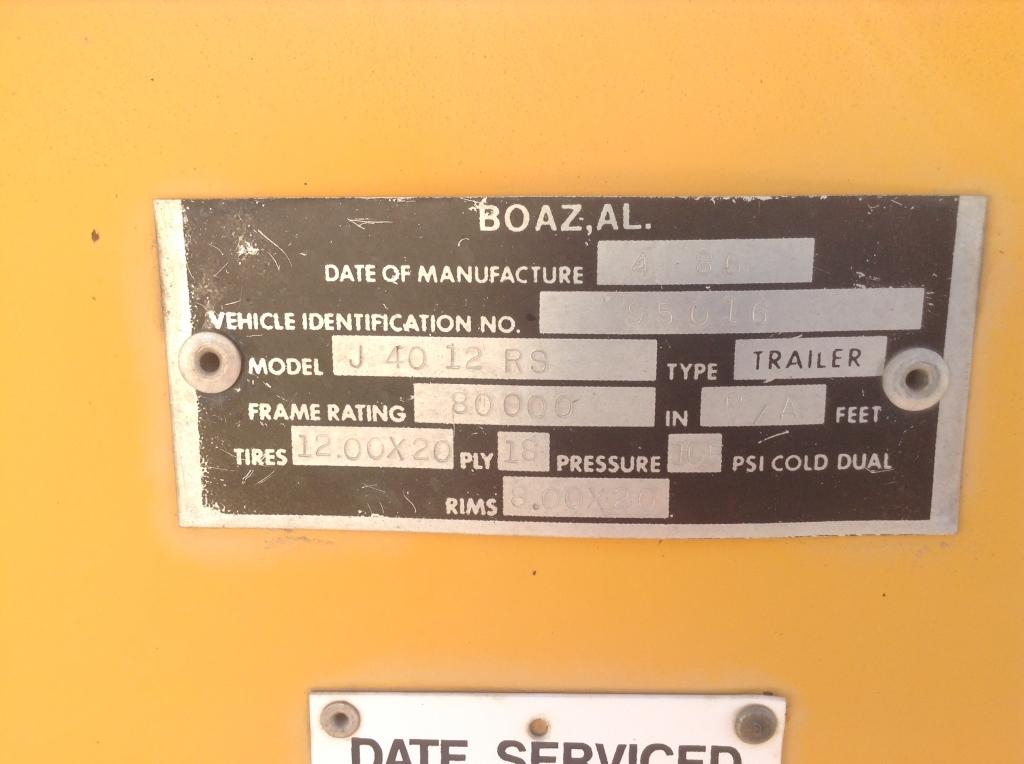 BOAZ, AL.
DATE OF MANUFACTURE 4 86
VEHICLE IDENTIFICATION NO. 95016
MODEL J 40 12 RS TYPE TRAILER
FRAME RATING 80000 IN N/A FEET
TIRES 12.00X20 PLY 18 PRESSURE PSI COLD DUAL
RIMS 8.00X20
DATE SERVICED